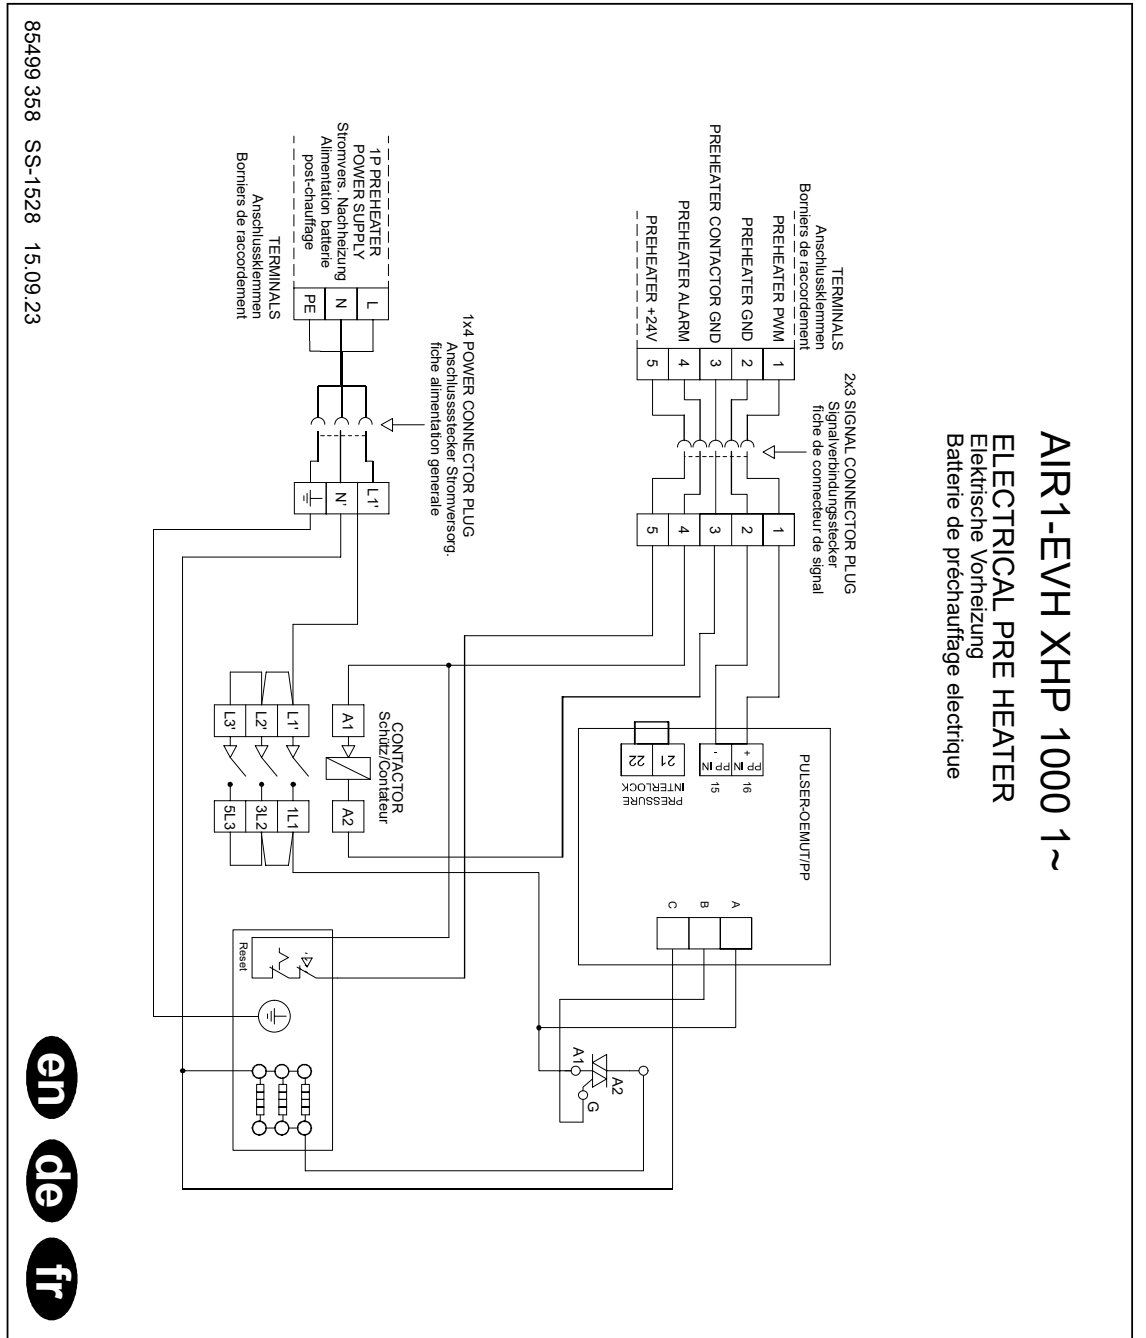 AIR1-EVH XHP 1000 1~
ELECTRICAL PRE HEATER
Elektrische Vorheizung
Batterie de préchauffage electrique
TERMINALS
Anschlussklemmen
Borniers de raccordement
PREHEATER PWM
PREHEATER GND
PREHEATER CONTACTOR GND
PREHEATER ALARM
PREHEATER +24V
1
2
3
4
5
2x3 SIGNAL CONNECTOR PLUG
Signalverbindungsstecker
fiche de connecteur de signal
1
2
3
4
5
PULSER-OEMUT/PP
PP IN +
16
PP IN -
15
21
22
PRESSURE
INTERLOCK
A
B
C
1P PREHEATER
POWER SUPPLY
Stromvers. Nachheizung
Alimentation batterie
post-chauffage
L
N
PE
TERMINALS
Anschlussklemmen
Borniers de raccordement
1x4 POWER CONNECTOR PLUG
Anschlusssstecker Stromversorg.
fiche alimentation generale
L1'
N'
CONTACTOR
Schütz/Contateur
A1
A2
L1'
L2'
L3'
1L1
3L2
5L3
Reset
A1
A2
G
85499 358 SS-1528 15.09.23
en
de
fr